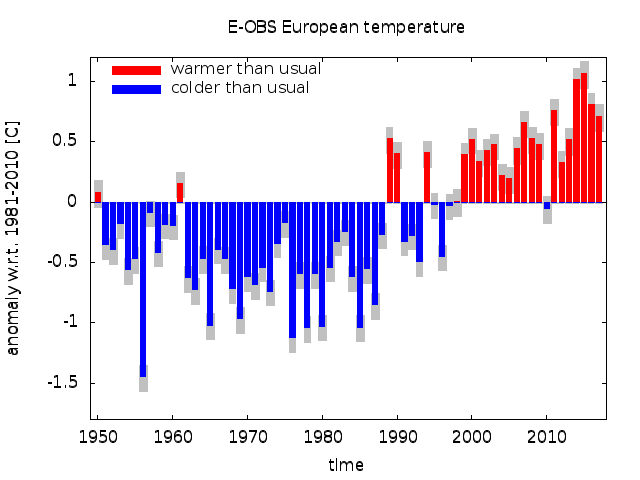 E-OBS European temperature
warmer than usual
colder than usual
anomaly w.r.t. 1981-2010 [C]
1
0.5
0
-0.5
-1
-1.5
1950 1960 1970 1980 1990 2000 2010
time